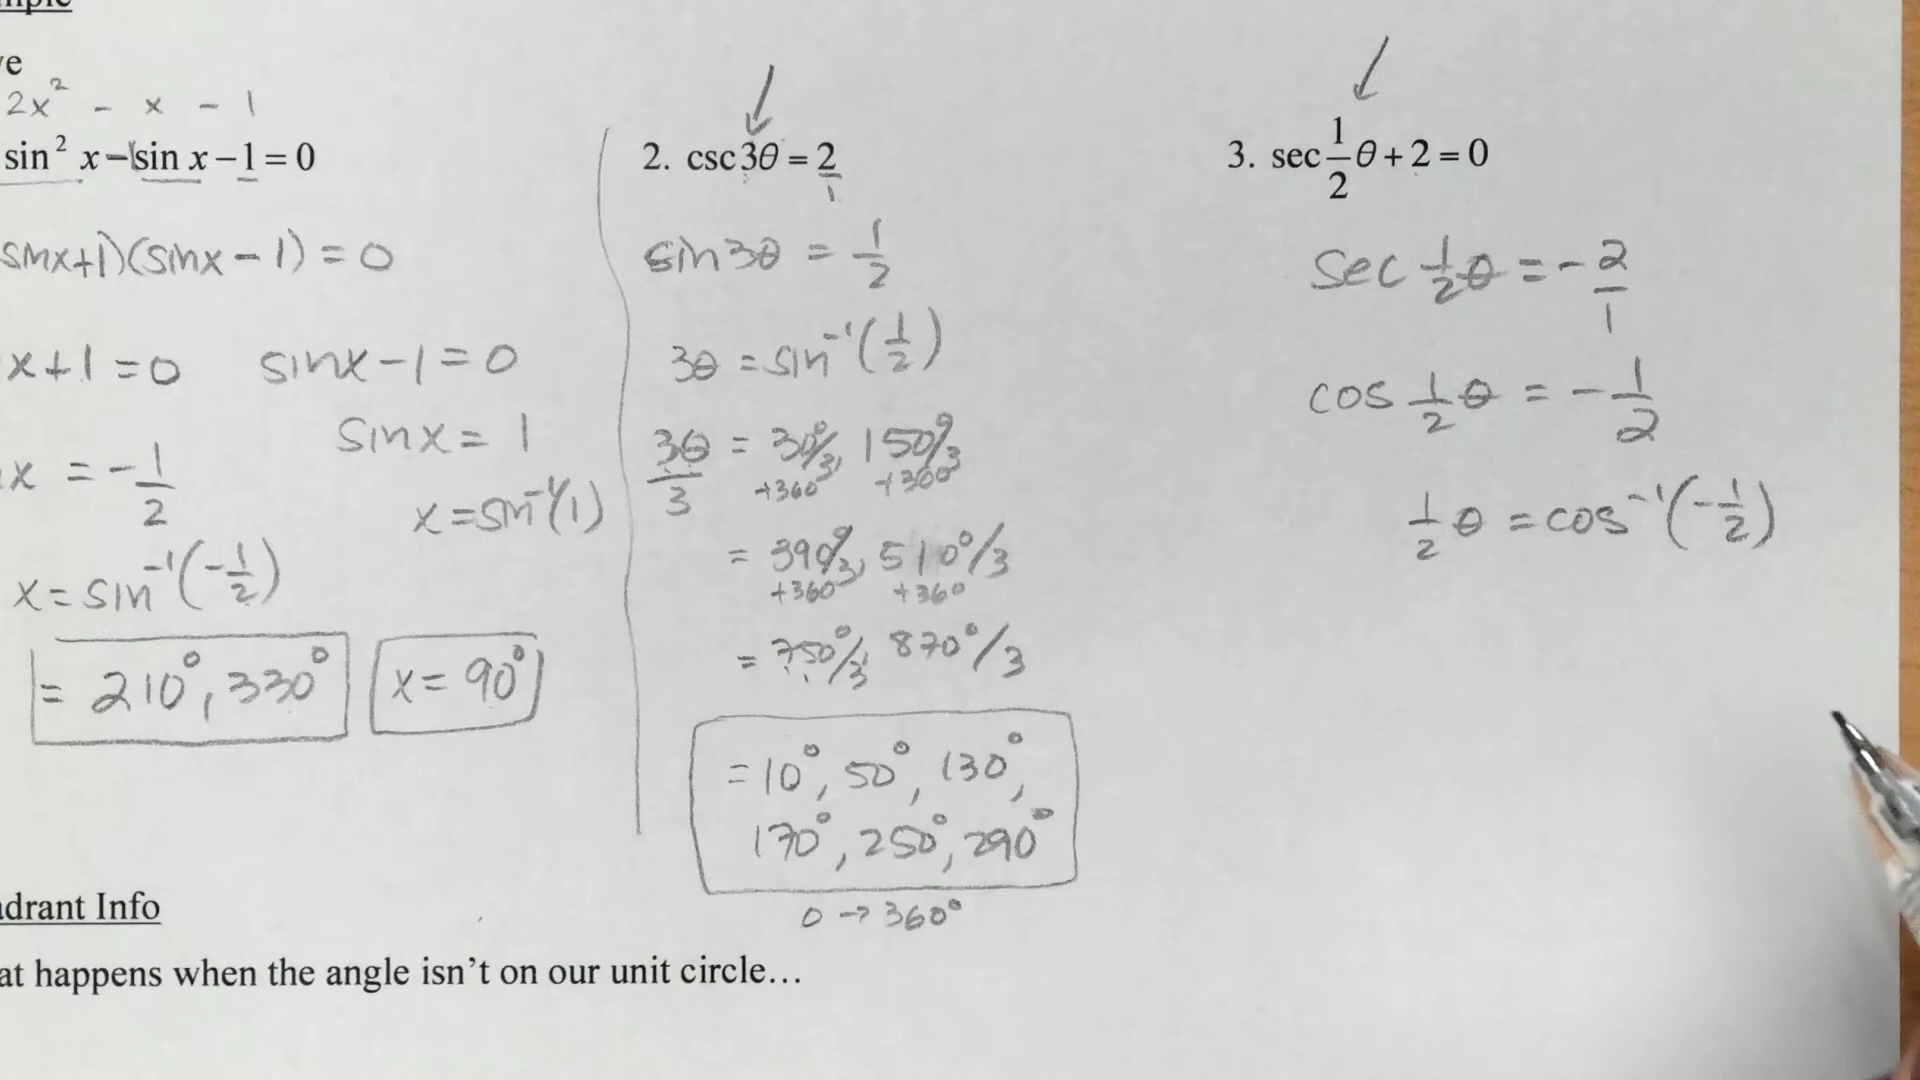 ve
2x² - x - 1
sin² x - sin x - 1 = 0
sinx+1)(sinx - 1) = 0
x + 1 = 0 sinx - 1 = 0
sinx = 1
x = -1/2
x = sin⁻¹(1)
x = sin⁻¹(-1/2)
= 210°, 330° x = 90°
2. csc3θ = 2
1
sin3θ = 1/2
3θ = sin⁻¹(1/2)
3θ/3 = 30°/3, 150°/3
+360° +360
= 390°/3, 510°/3
+360° +360
= 750°/3, 870°/3
= 10°, 50°, 130°,
170°, 250°, 290°
0 → 360°
3. sec 1/2 θ + 2 = 0
sec 1/2 θ = -2/1
cos 1/2 θ = -1/2
1/2 θ = cos⁻¹(-1/2)
adrant Info
at happens when the angle isn't on our unit circle…